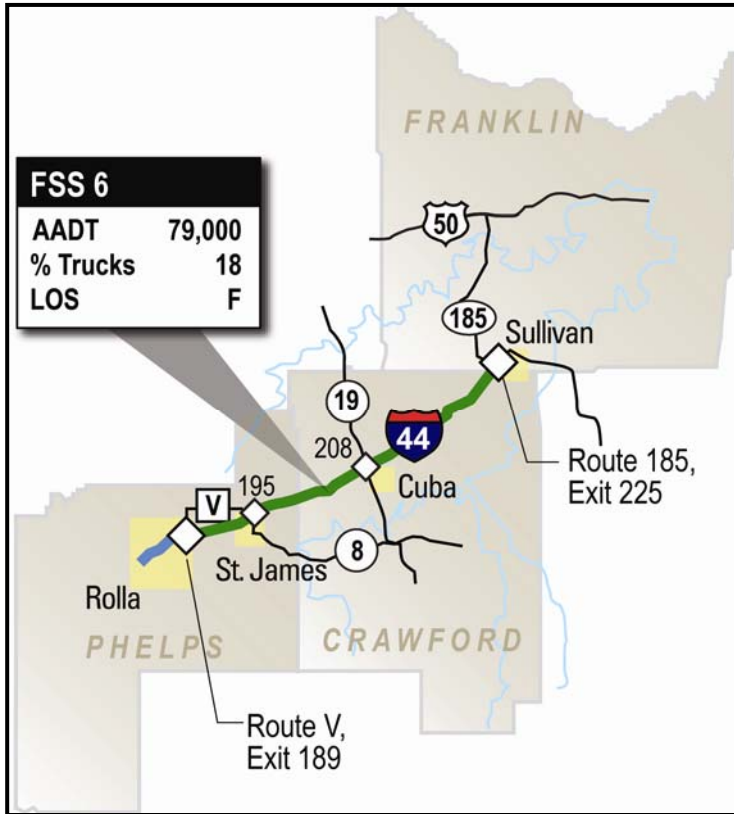 FRANKLIN
FSS 6
AADT 79,000
% Trucks 18
LOS F
50
185
Sullivan
19
44
208
Cuba
Route 185,
Exit 225
195
V
St. James
8
Rolla
PHELPS
CRAWFORD
Route V,
Exit 189